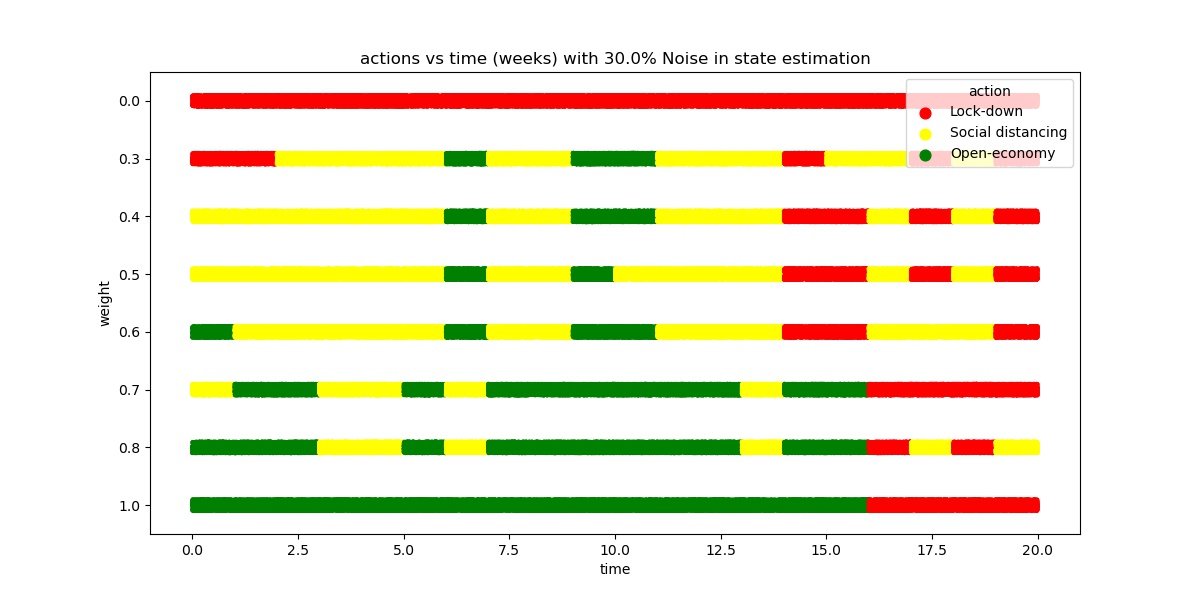 actions vs time (weeks) with 30.0% Noise in state estimation
action
Lock-down
Social distancing
Open-economy
weight
0.0
0.3
0.4
0.5
0.6
0.7
0.8
1.0
0.0 2.5 5.0 7.5 10.0 12.5 15.0 17.5 20.0
time